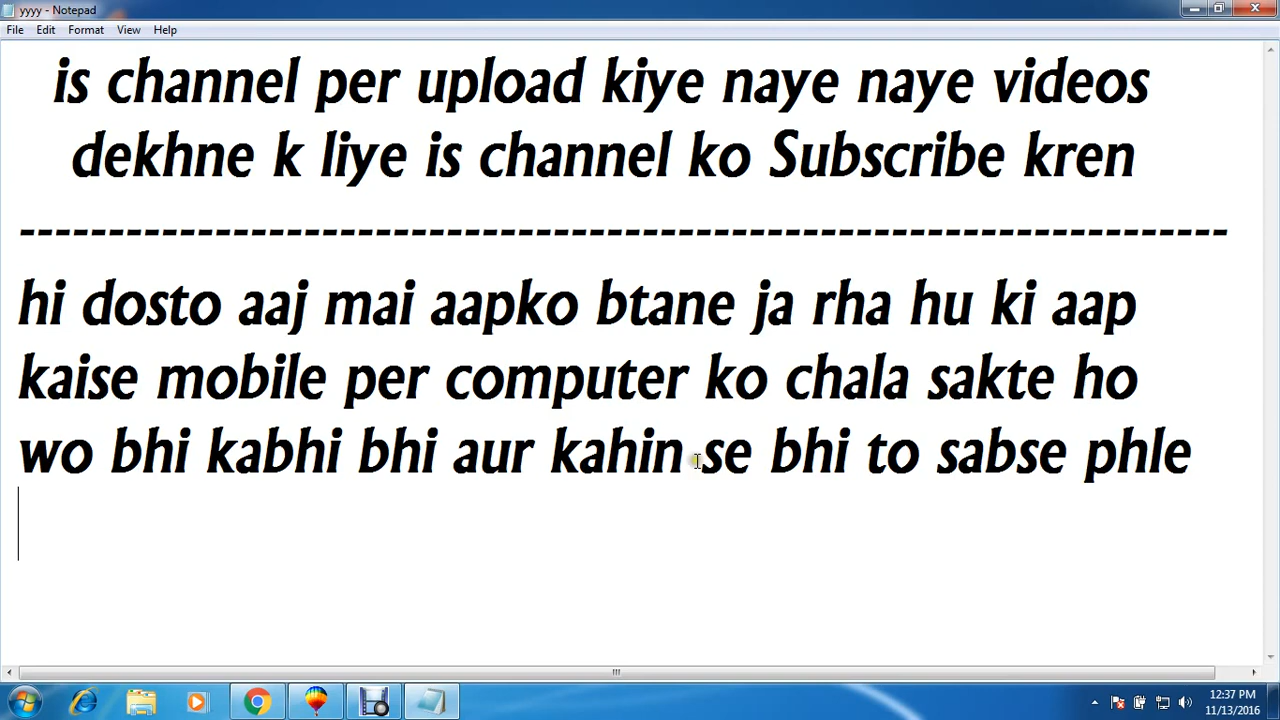 yyyy - Notepad
File Edit Format View Help
is channel per upload kiye naye naye videos
dekhne k liye is channel ko Subscribe kren
---------------------------------------------------------------------
hi dosto aaj mai aapko btane ja rha hu ki aap
kaise mobile per computer ko chala sakte ho
wo bhi kabhi bhi aur kahin se bhi to sabse phle
12:37 PM
11/13/2016